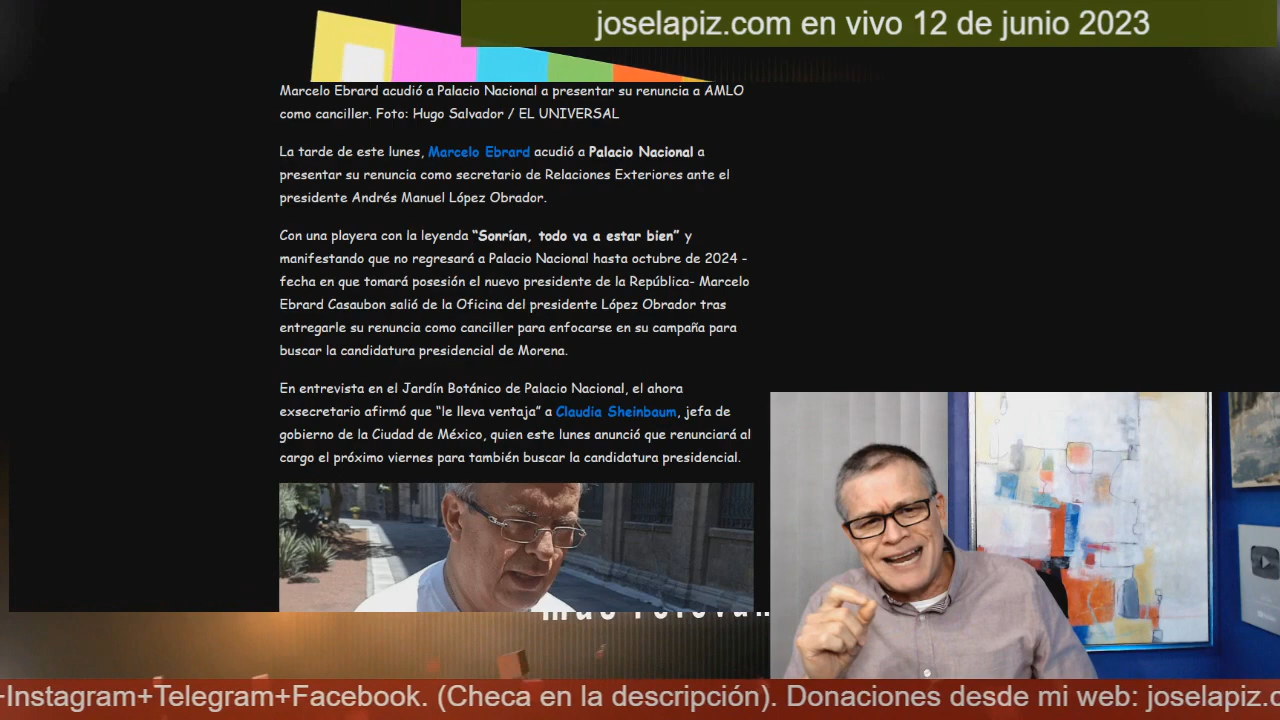 joselapiz.com en vivo 12 de junio 2023
Marcelo Ebrard acudió a Palacio Nacional a presentar su renuncia a AMLO
como canciller. Foto: Hugo Salvador / EL UNIVERSAL
La tarde de este lunes, Marcelo Ebrard acudió a Palacio Nacional a
presentar su renuncia como secretario de Relaciones Exteriores ante el
presidente Andrés Manuel López Obrador.
Con una playera con la leyenda “Sonrían, todo va a estar bien” y
manifestando que no regresará a Palacio Nacional hasta octubre de 2024 -
fecha en que tomará posesión el nuevo presidente de la República- Marcelo
Ebrard Casaubon salió de la Oficina del presidente López Obrador tras
entregarle su renuncia como canciller para enfocarse en su campaña para
buscar la candidatura presidencial de Morena.
En entrevista en el Jardín Botánico de Palacio Nacional, el ahora
exsecretario afirmó que “le lleva ventaja” a Claudia Sheinbaum, jefa de
gobierno de la Ciudad de México, quien este lunes anunció que renunciará al
cargo el próximo viernes para también buscar la candidatura presidencial.
+Instagram+Telegram+Facebook. (Checa en la descripción). Donaciones desde mi web: joselapiz.c